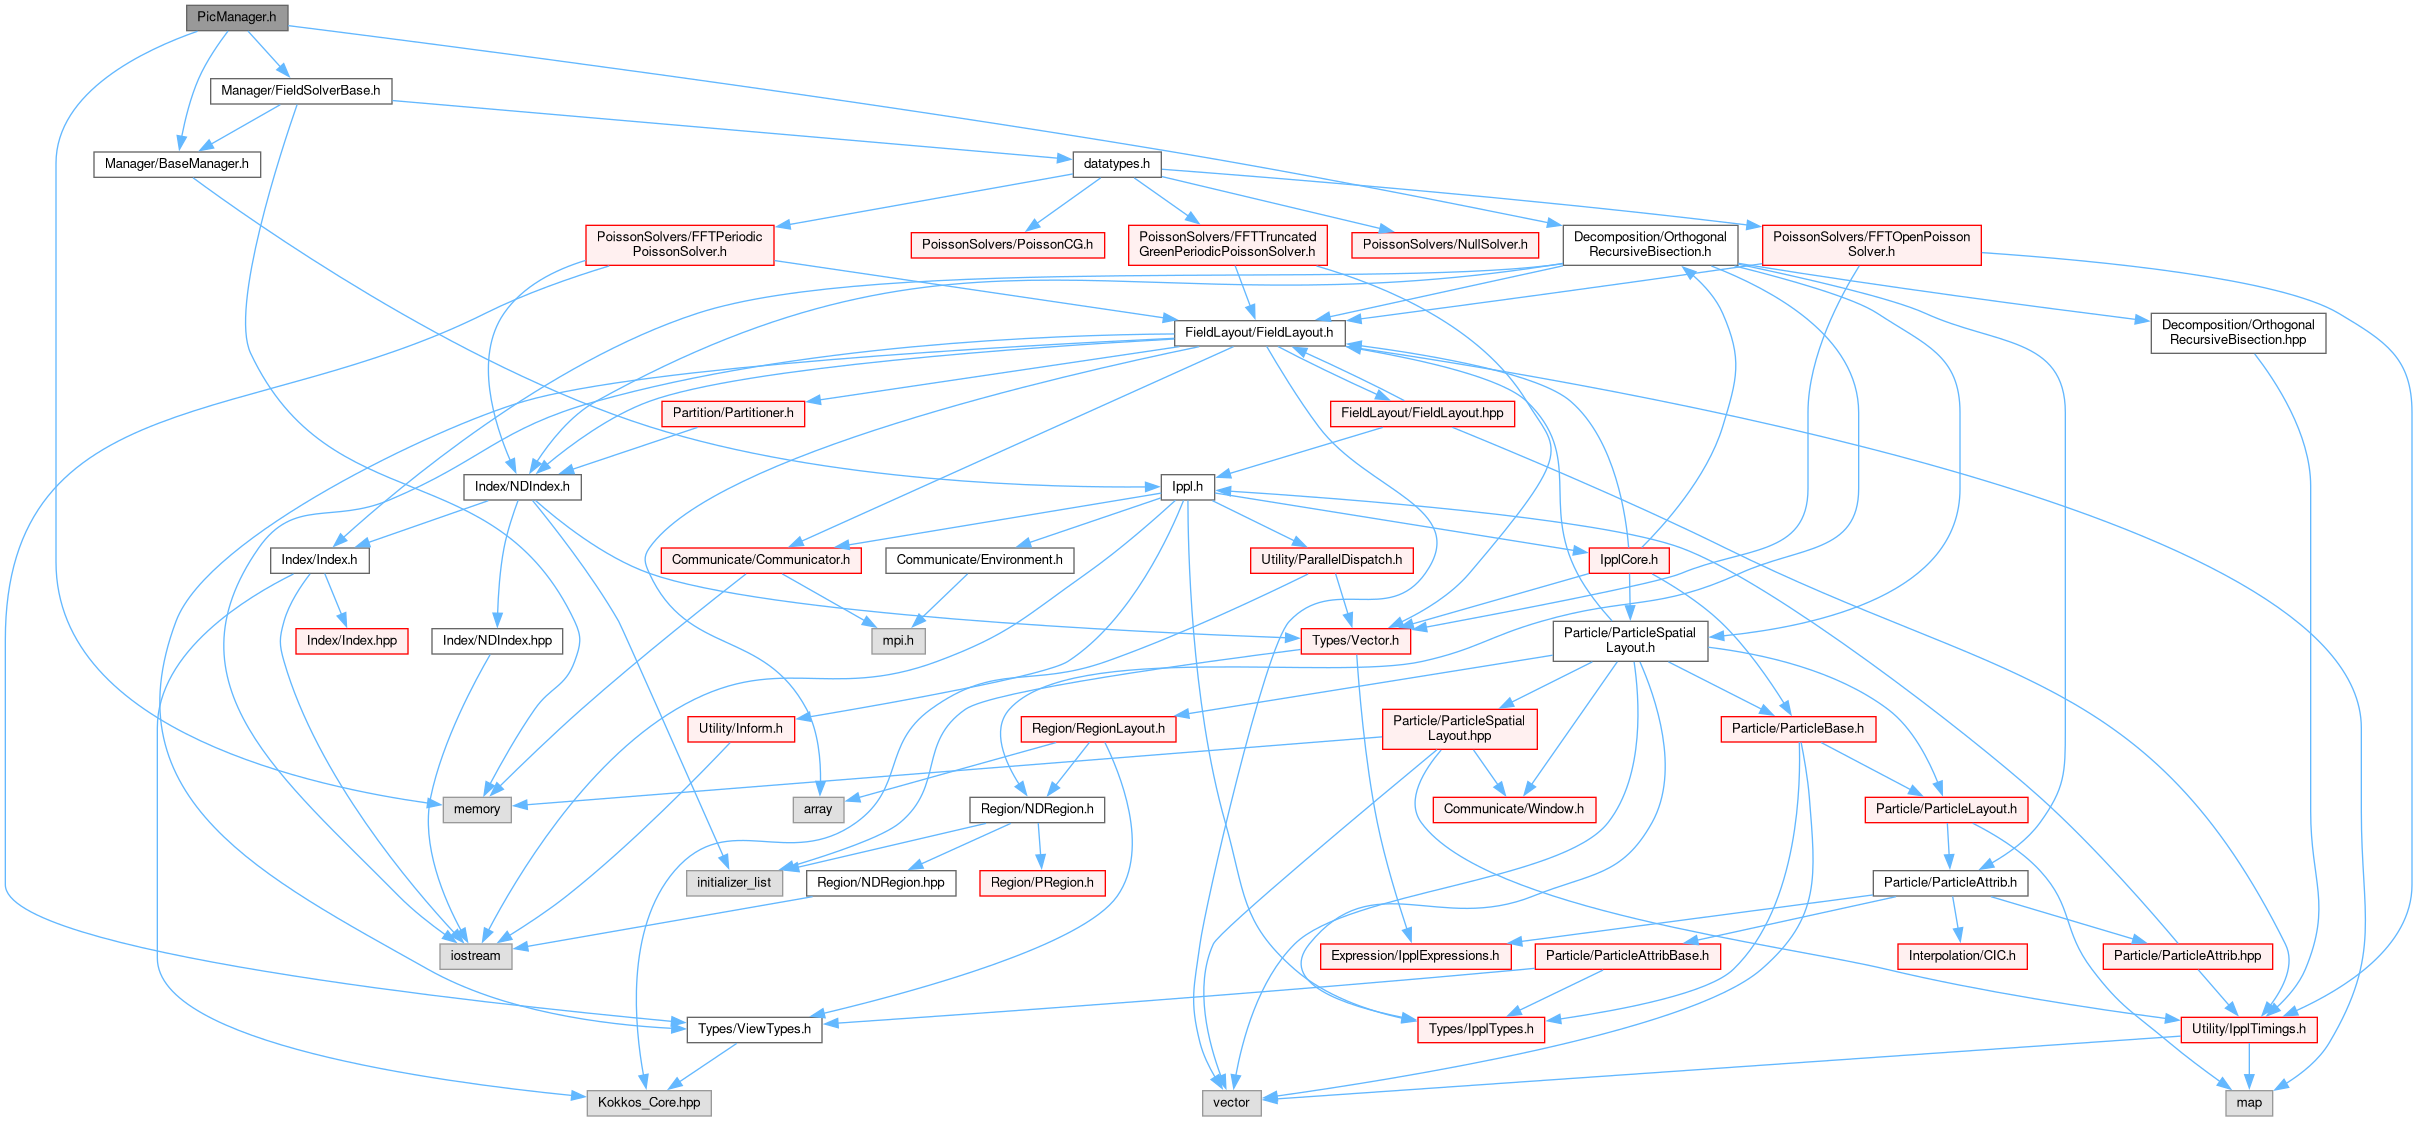 PicManager.h
Manager/FieldSolverBase.h
Manager/BaseManager.h
datatypes.h
PoissonSolvers/FFTPeriodic
PoissonSolver.h
PoissonSolvers/PoissonCG.h
PoissonSolvers/FFTTruncated
GreenPeriodicPoissonSolver.h
PoissonSolvers/NullSolver.h
Decomposition/Orthogonal
RecursiveBisection.h
PoissonSolvers/FFTOpenPoisson
Solver.h
FieldLayout/FieldLayout.h
Decomposition/Orthogonal
RecursiveBisection.hpp
Partition/Partitioner.h
FieldLayout/FieldLayout.hpp
Index/NDIndex.h
Ippl.h
Index/Index.h
Communicate/Communicator.h
Communicate/Environment.h
Utility/ParallelDispatch.h
IpplCore.h
Index/Index.hpp
Index/NDIndex.hpp
mpi.h
Types/Vector.h
Particle/ParticleSpatial
Layout.h
Utility/Inform.h
Region/RegionLayout.h
Particle/ParticleSpatial
Layout.hpp
Particle/ParticleBase.h
memory
array
Region/NDRegion.h
Communicate/Window.h
Particle/ParticleLayout.h
initializer_list
Region/NDRegion.hpp
Region/PRegion.h
Particle/ParticleAttrib.h
iostream
Expression/IpplExpressions.h
Particle/ParticleAttribBase.h
Interpolation/CIC.h
Particle/ParticleAttrib.hpp
Types/ViewTypes.h
Types/IpplTypes.h
Utility/IpplTimings.h
Kokkos_Core.hpp
vector
map